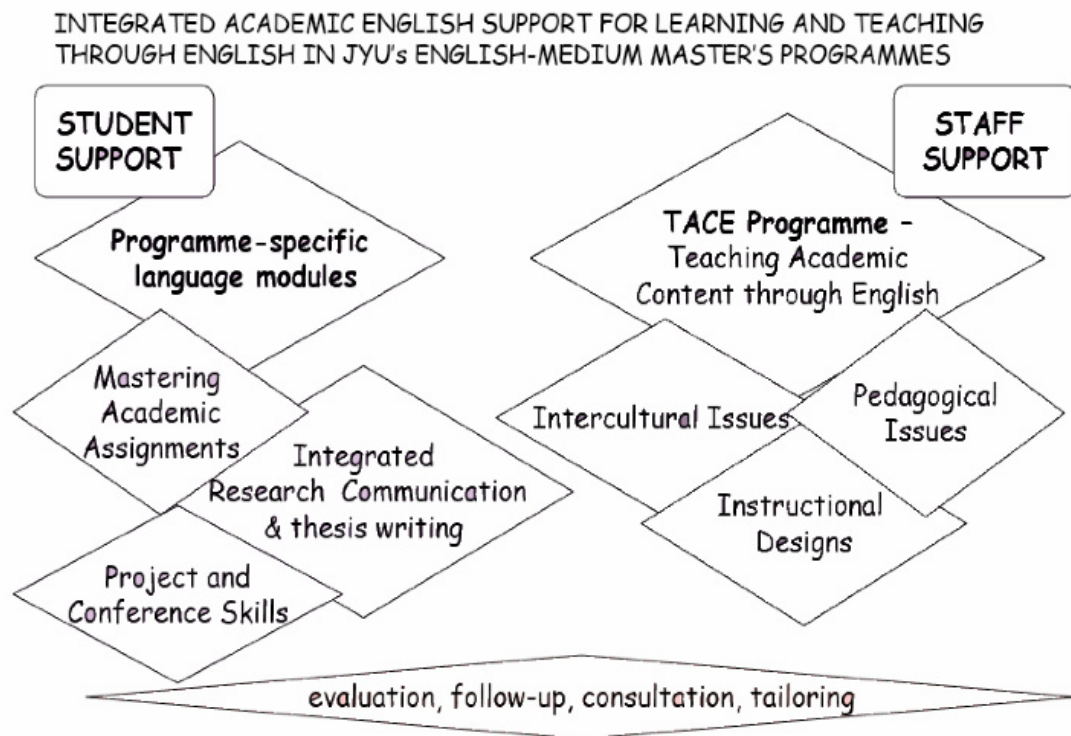 INTEGRATED ACADEMIC ENGLISH SUPPORT FOR LEARNING AND TEACHING
THROUGH ENGLISH IN JYU's ENGLISH-MEDIUM MASTER'S PROGRAMMES
STUDENT
SUPPORT
Programme-specific
language modules
Mastering
Academic
Assignments
Integrated
Research Communication
& thesis writing
Project and
Conference Skills
STAFF
SUPPORT
TACE Programme –
Teaching Academic
Content through English
Intercultural Issues
Pedagogical
Issues
Instructional
Designs
evaluation, follow-up, consultation, tailoring